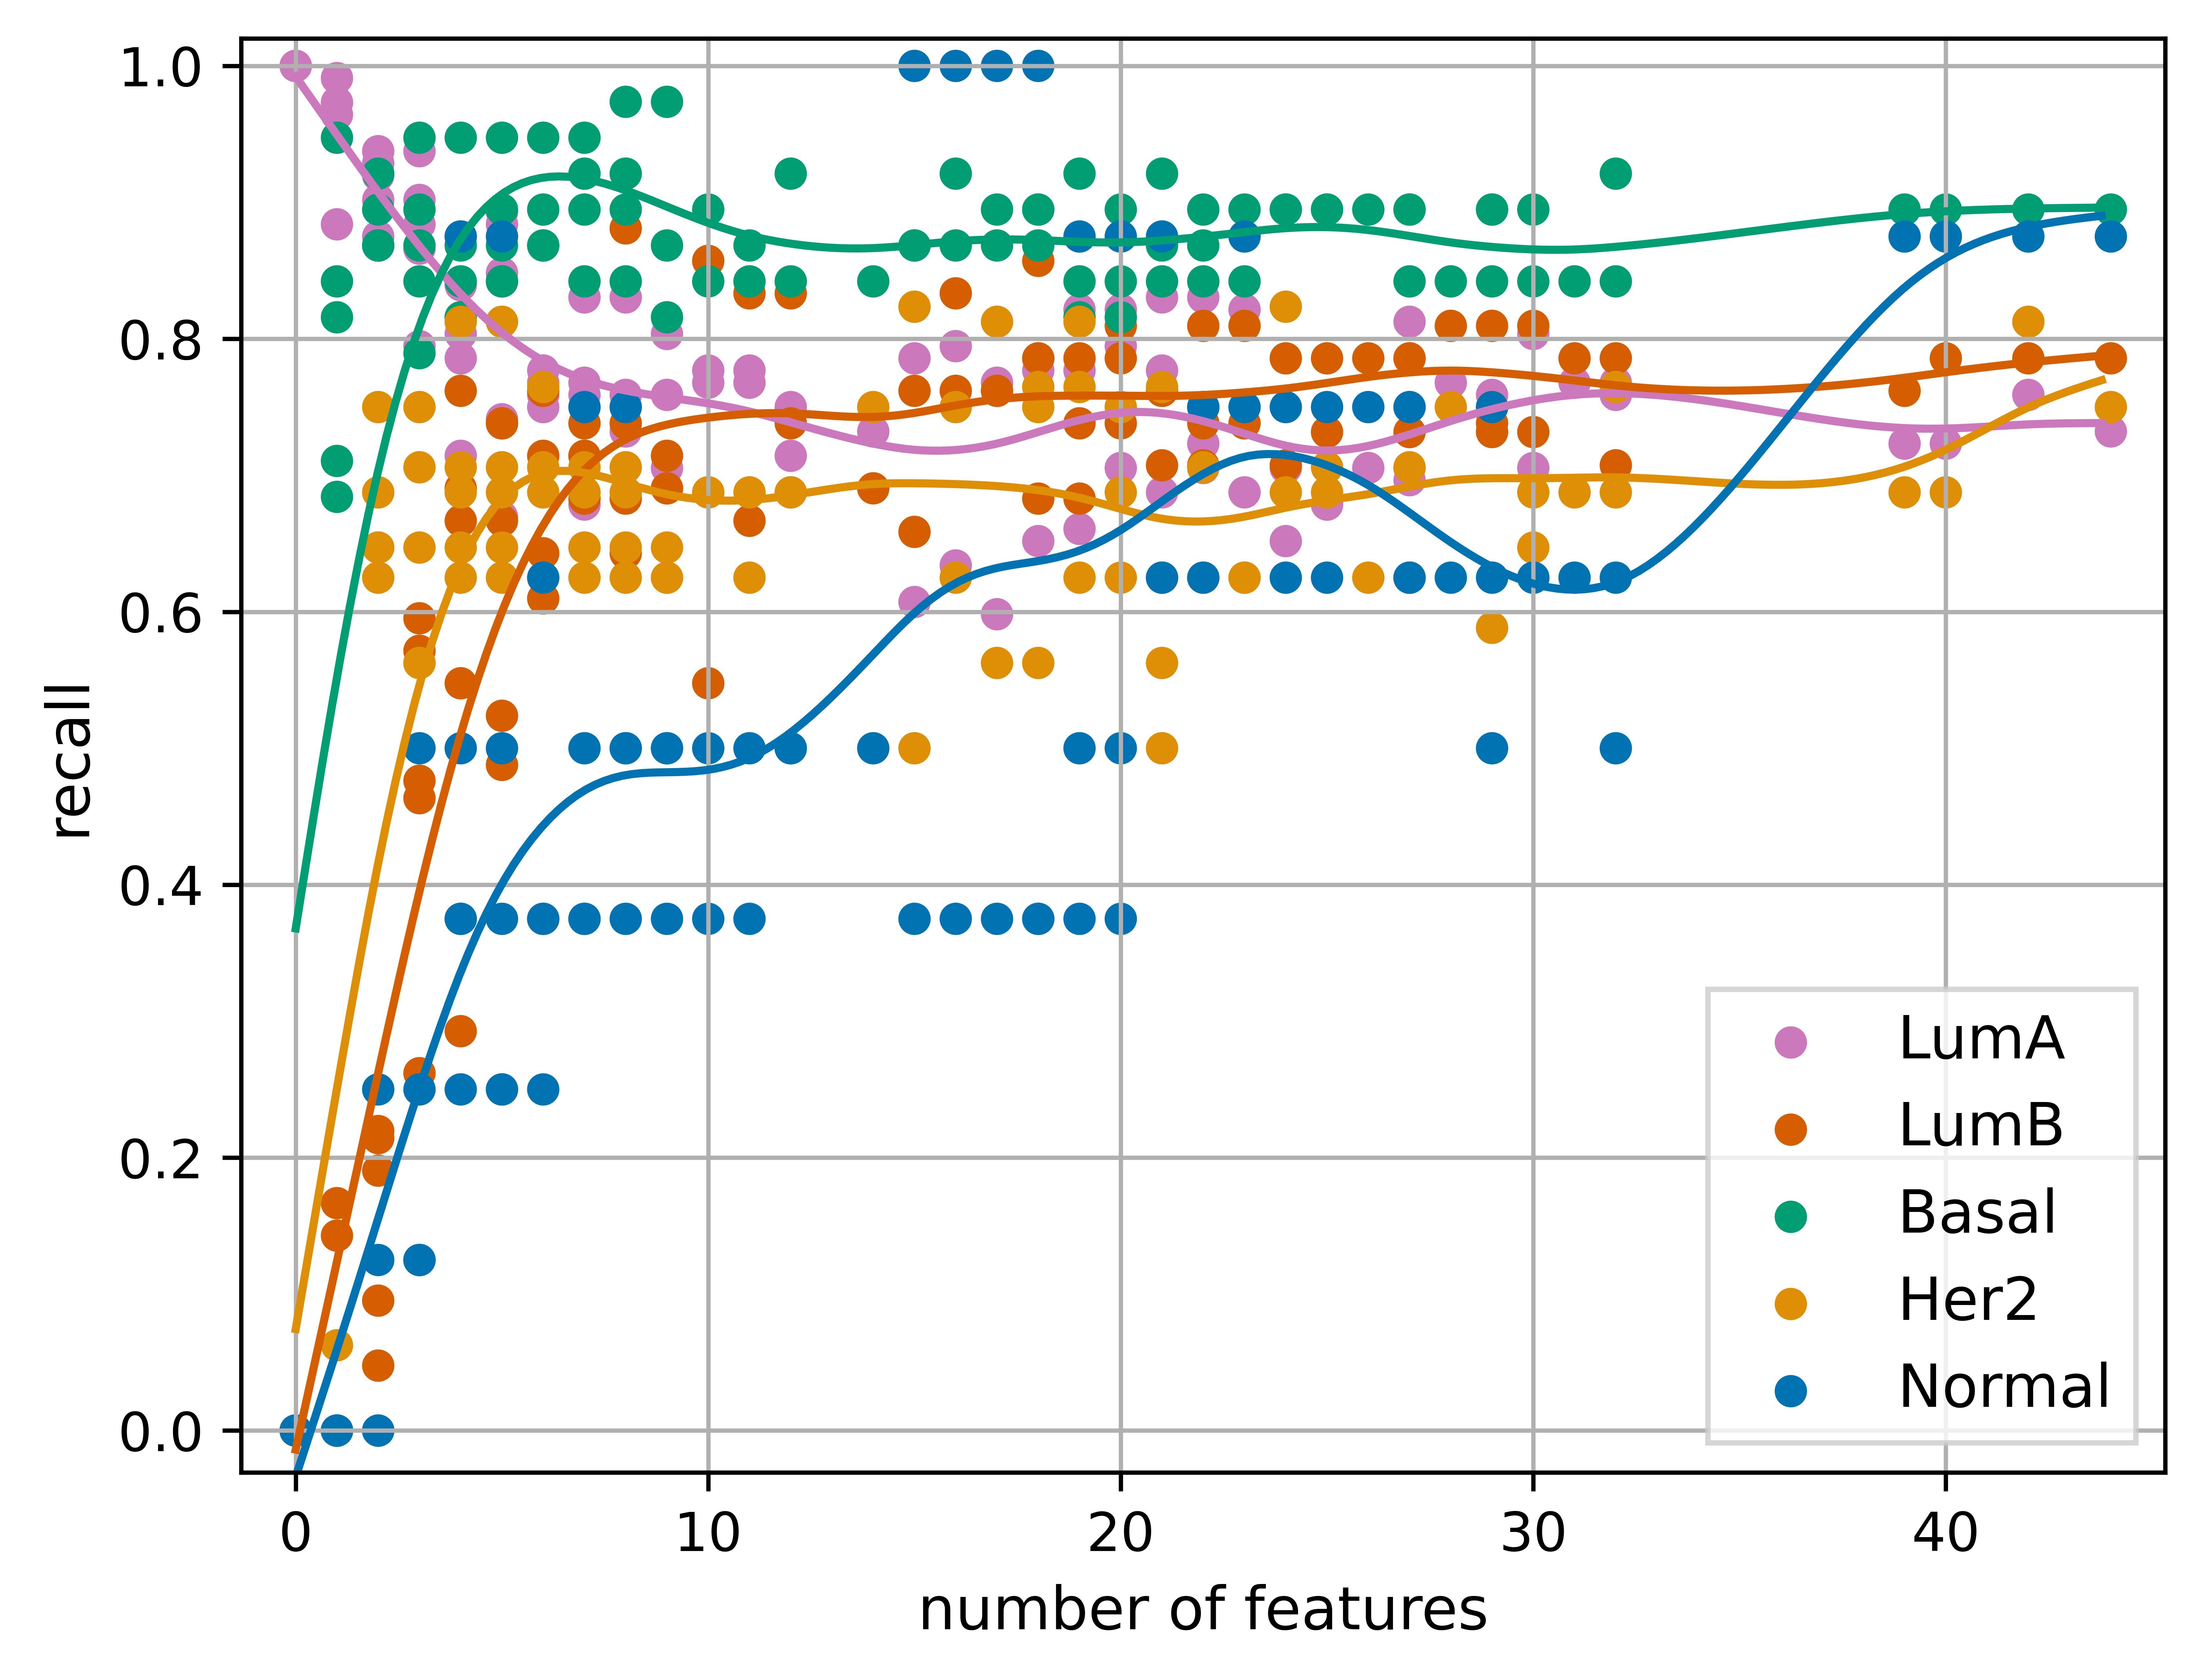 1.0
0.8
0.6
0.4
0.2
0.0
recall
LumA
LumB
Basal
Her2
Normal
0 10 20 30 40
number of features